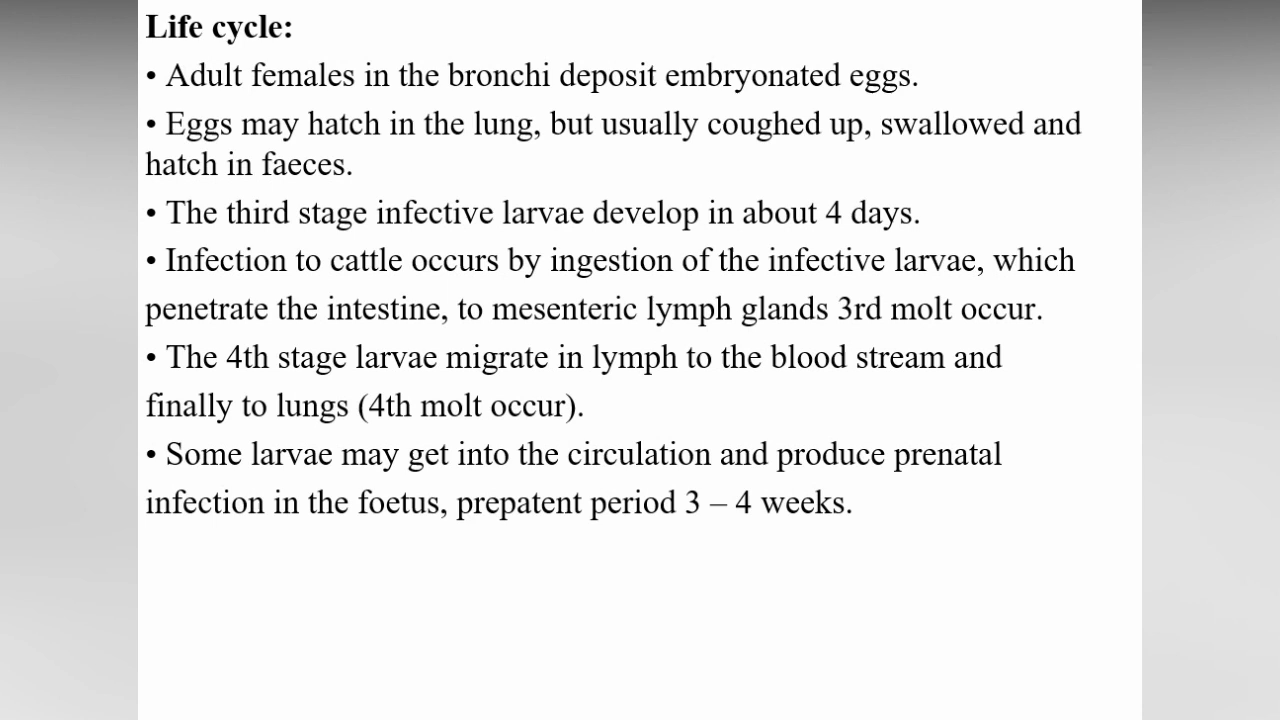 Life cycle:
• Adult females in the bronchi deposit embryonated eggs.
• Eggs may hatch in the lung, but usually coughed up, swallowed and
hatch in faeces.
• The third stage infective larvae develop in about 4 days.
• Infection to cattle occurs by ingestion of the infective larvae, which
penetrate the intestine, to mesenteric lymph glands 3rd molt occur.
• The 4th stage larvae migrate in lymph to the blood stream and
finally to lungs (4th molt occur).
• Some larvae may get into the circulation and produce prenatal
infection in the foetus, prepatent period 3 – 4 weeks.